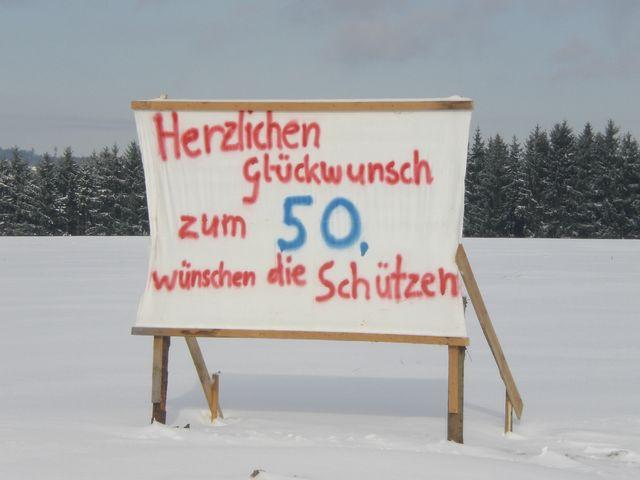 Herzlichen
Glückwunsch
zum 50.
wünschen die Schützen